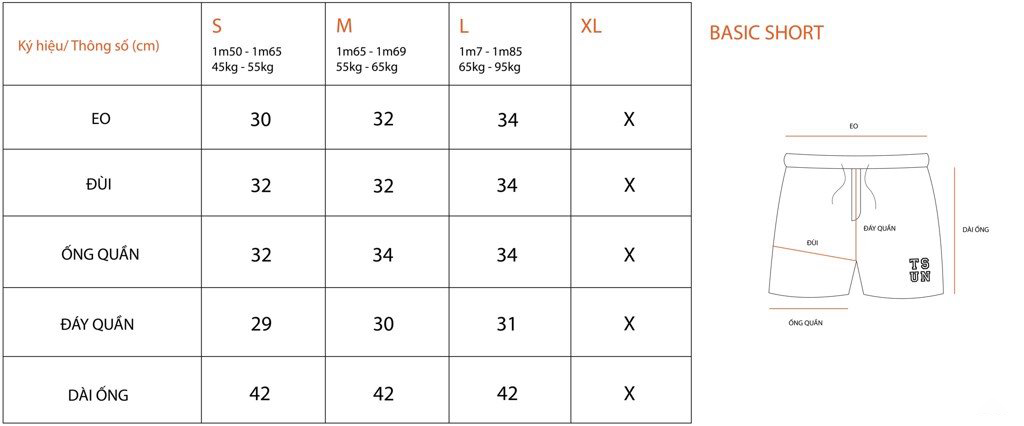 Ký hiệu/ Thông số (cm)
S
1m50 - 1m65
45kg - 55kg
M
1m65 - 1m69
55kg - 65kg
L
1m7 - 1m85
65kg - 95kg
XL
EO 30 32 34 X
ĐÙI 32 32 34 X
ỐNG QUẦN 32 34 34 X
ĐÁY QUẦN 29 30 31 X
DÀI ỐNG 42 42 42 X
BASIC SHORT
EO
ĐÁY QUẦN
DÀI ỐNG
ĐÙI
TS
UN
ỐNG QUẦN